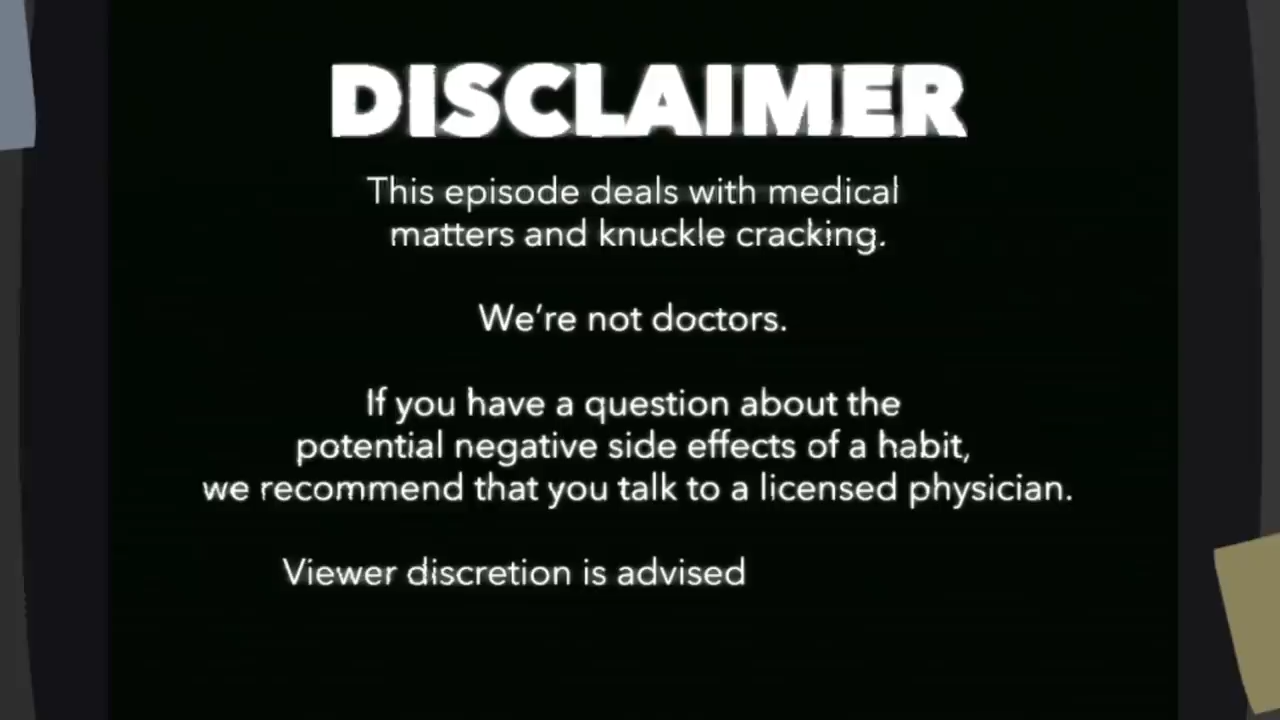 DISCLAIMER
This episode deals with medical
matters and knuckle cracking.
We're not doctors.
If you have a question about the
potential negative side effects of a habit,
we recommend that you talk to a licensed physician.
Viewer discretion is advised